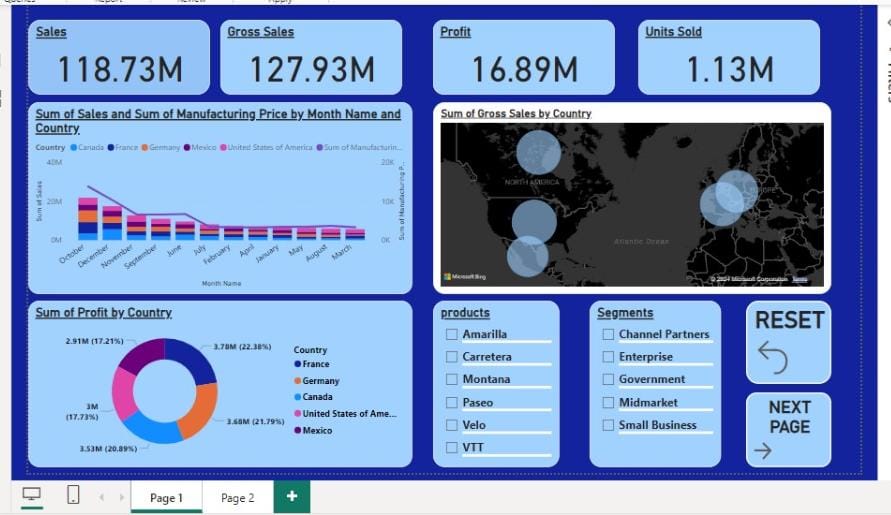 Sales
118.73M
Gross Sales
127.93M
Profit
16.89M
Units Sold
1.13M
Sum of Sales and Sum of Manufacturing Price by Month Name and
Country
Country Canada France Germany Mexico United States of America Sum of Manufacturin...
40M
20M
0M
Sum of Sales
20K
10K
0K
Sum of Manufacturing P...
October
December
November
September
June
July
February
April
January
May
August
March
Month Name
Sum of Gross Sales by Country
NORTH AMERICA
EUROPE
Atlantic Ocean
Microsoft Bing
© 2024 Microsoft Corporation Terms
Sum of Profit by Country
2.91M (17.21%)
3.78M (22.38%)
3M
(17.73%)
3.68M (21.79%)
3.53M (20.89%)
Country
France
Germany
Canada
United States of Ame...
Mexico
products
Amarilla
Carretera
Montana
Paseo
Velo
VTT
Segments
Channel Partners
Enterprise
Government
Midmarket
Small Business
RESET
NEXT
PAGE
Page 1
Page 2